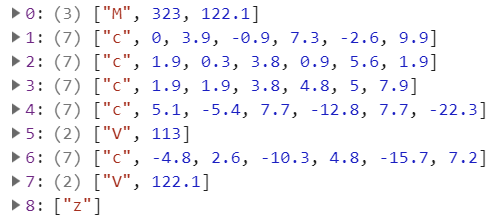 ▶ 0: (3) ["M", 323, 122.1]
▶ 1: (7) ["c", 0, 3.9, -0.9, 7.3, -2.6, 9.9]
▶ 2: (7) ["c", 1.9, 0.3, 3.8, 0.9, 5.6, 1.9]
▶ 3: (7) ["c", 1.9, 1.9, 3.8, 4.8, 5, 7.9]
▶ 4: (7) ["c", 5.1, -5.4, 7.7, -12.8, 7.7, -22.3]
▶ 5: (2) ["V", 113]
▶ 6: (7) ["c", -4.8, 2.6, -10.3, 4.8, -15.7, 7.2]
▶ 7: (2) ["V", 122.1]
▶ 8: ["z"]